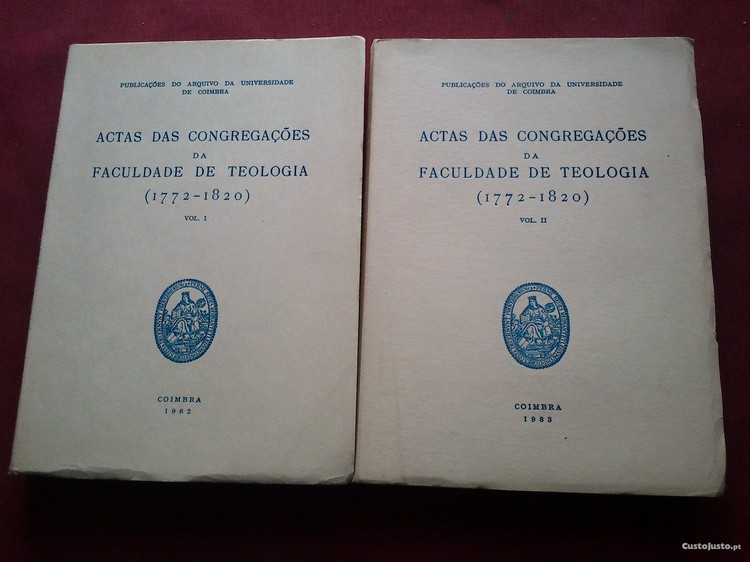 PUBLICAÇÕES DO ARQUIVO DA UNIVERSIDADE
DE COIMBRA
ACTAS DAS CONGREGAÇÕES
DA
FACULDADE DE TEOLOGIA
(1772-1820)
VOL. I
COIMBRA
1982
PUBLICAÇÕES DO ARQUIVO DA UNIVERSIDADE
DE COIMBRA
ACTAS DAS CONGREGAÇÕES
DA
FACULDADE DE TEOLOGIA
(1772-1820)
VOL. II
COIMBRA
1983
CustoJusto.pt